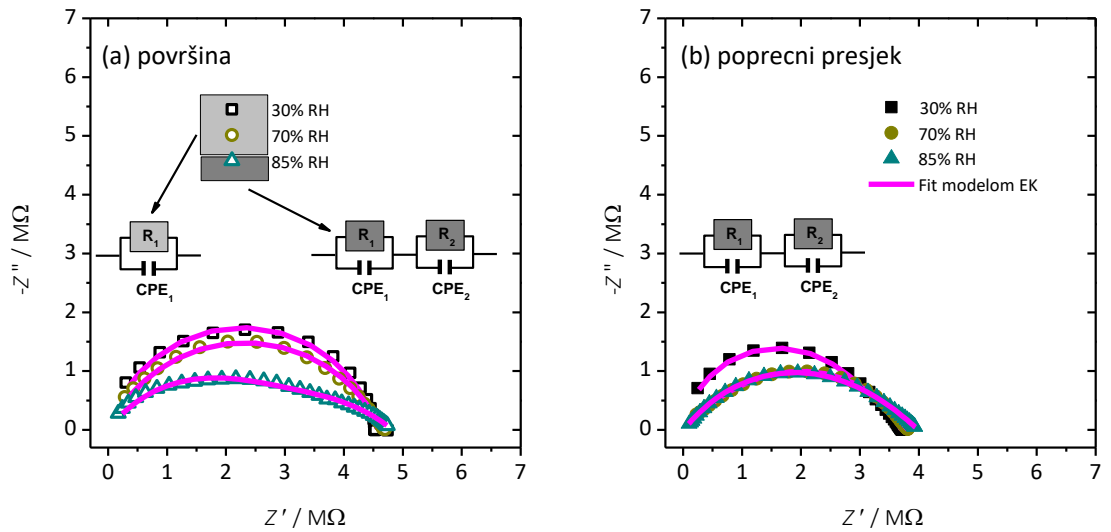 (a) površina
30% RH
70% RH
85% RH
R1
CPE1
R1
R2
CPE1
CPE2
-Z'' / MΩ
7
6
5
4
3
2
1
0
0 1 2 3 4 5 6 7
Z' / MΩ
(b) poprecni presjek
30% RH
70% RH
85% RH
Fit modelom EK
R1
R2
CPE1
CPE2
7
6
5
4
3
2
1
0
0 1 2 3 4 5 6 7
Z' / MΩ